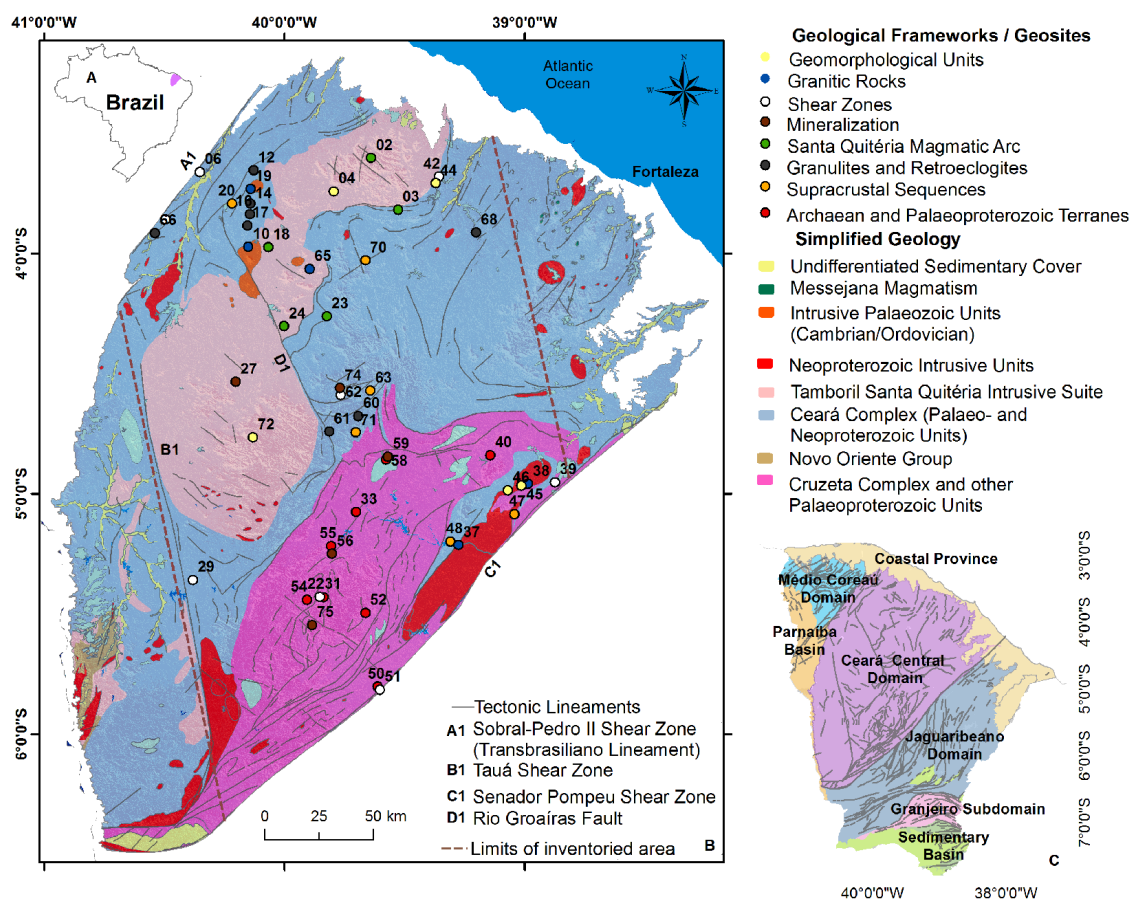 41°0'0"W
40°0'0"W
39°0'0"W
A
Brazil
Atlantic
Ocean
N
E
S
W
Fortaleza
A1
06
12
19
14
20
16
17
10
18
66
02
04
03
42
44
68
4°0'0"S
65
70
23
24
D1
27
72
B1
74
62
63
60
61
71
59
58
40
38
39
46
45
47
5°0'0"S
33
48
37
55
56
C1
29
54
22
31
52
75
50
51
6°0'0"S
Tectonic Lineaments
A1 Sobral-Pedro II Shear Zone
(Transbrasiliano Lineament)
B1 Tauá Shear Zone
C1 Senador Pompeu Shear Zone
D1 Rio Groaíras Fault
0 25 50 km
Limits of inventoried area
B
Geological Frameworks / Geosites
Geomorphological Units
Granitic Rocks
Shear Zones
Mineralization
Santa Quitéria Magmatic Arc
Granulites and Retroeclogites
Supracrustal Sequences
Archaean and Palaeoproterozoic Terranes
Simplified Geology
Undifferentiated Sedimentary Cover
Messejana Magmatism
Intrusive Palaeozoic Units
(Cambrian/Ordovician)
Neoproterozoic Intrusive Units
Tamboril Santa Quitéria Intrusive Suite
Ceará Complex (Palaeo- and
Neoproterozoic Units)
Novo Oriente Group
Cruzeta Complex and other
Palaeoproterozoic Units
Coastal Province
Médio Coreaú
Domain
Parnaíba
Basin
Ceará Central
Domain
Jaguaribeano
Domain
Granjeiro Subdomain
Sedimentary
Basin
C
3°0'0"S
4°0'0"S
5°0'0"S
6°0'0"S
7°0'0"S
40°0'0"W
38°0'0"W